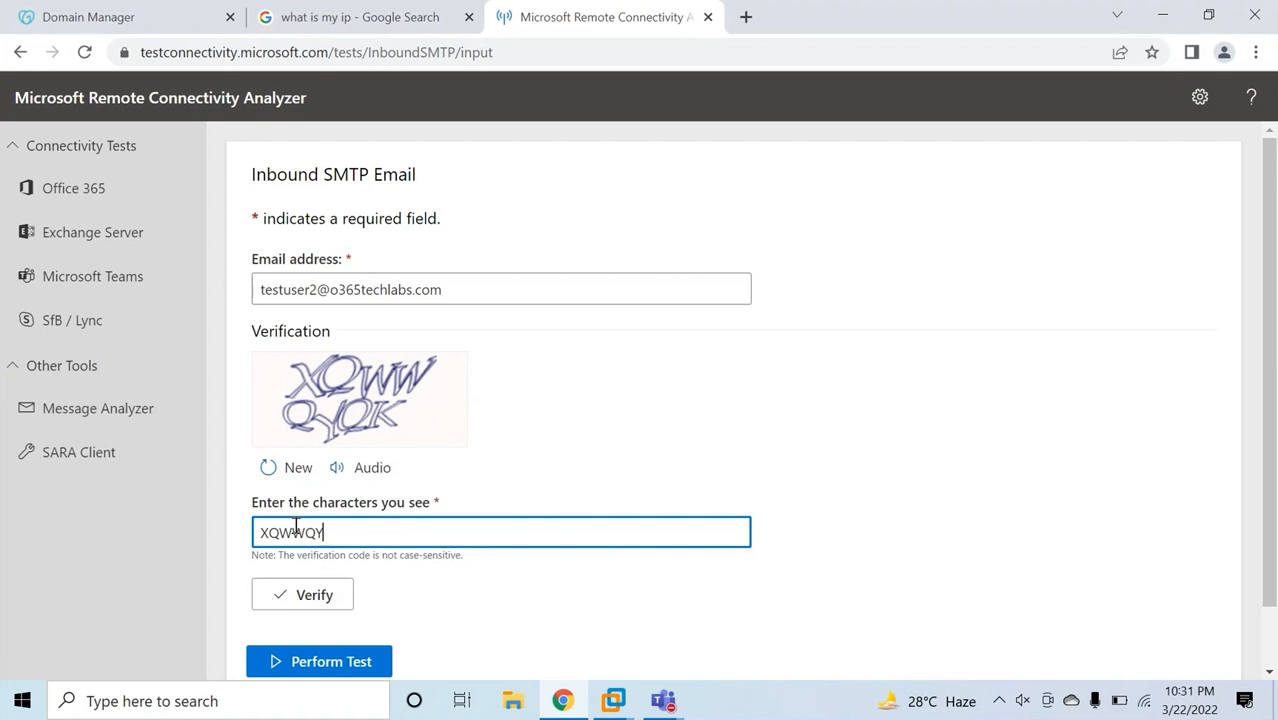 Domain Manager
what is my ip - Google Search
Microsoft Remote Connectivity A
testconnectivity.microsoft.com/tests/InboundSMTP/input
Microsoft Remote Connectivity Analyzer
?
Connectivity Tests
Office 365
Exchange Server
Microsoft Teams
SfB / Lync
Other Tools
Message Analyzer
SARA Client
Inbound SMTP Email
* indicates a required field.
Email address: *
testuser2@o365techlabs.com
Verification
XQWW
QYQK
New
Audio
Enter the characters you see *
XQWWQY
Note: The verification code is not case-sensitive.
Verify
Perform Test
Type here to search
28°C Haze
10:31 PM
3/22/2022